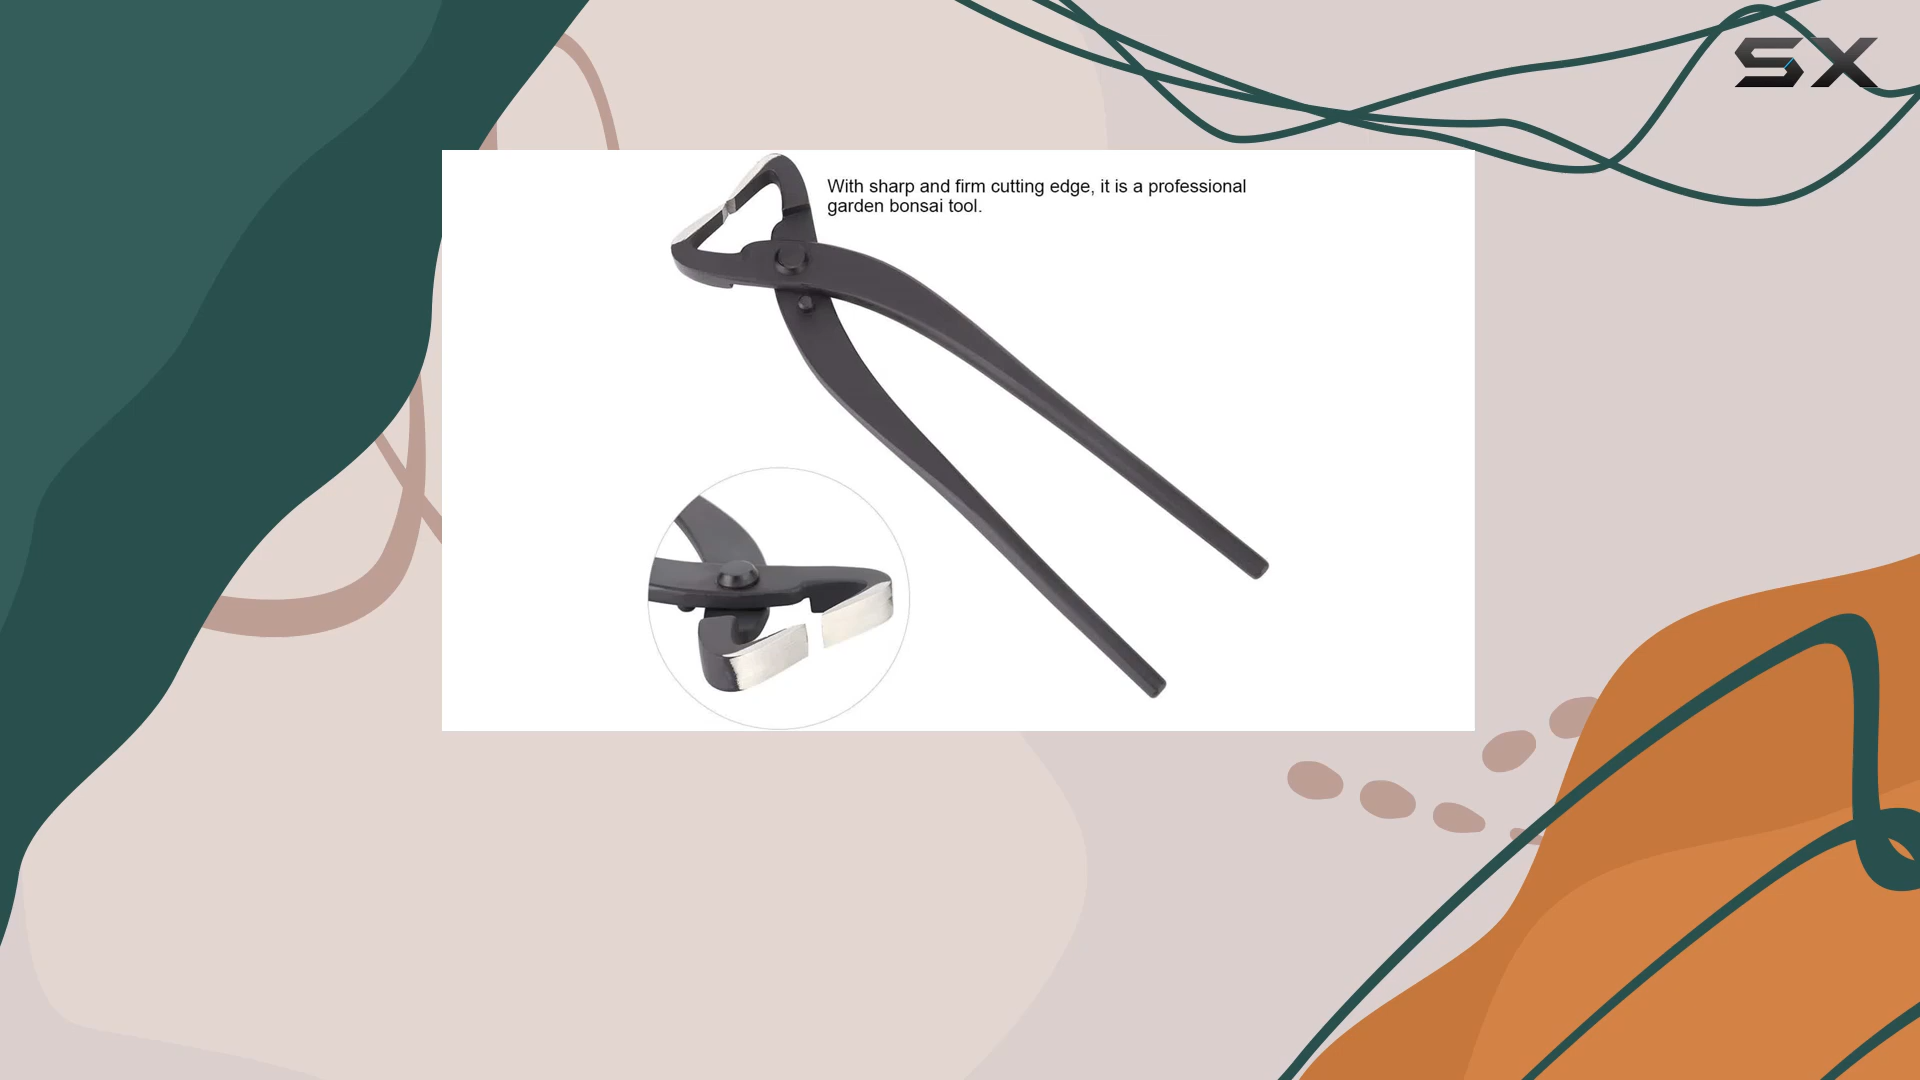 SX
With sharp and firm cutting edge, it is a professional
garden bonsai tool.